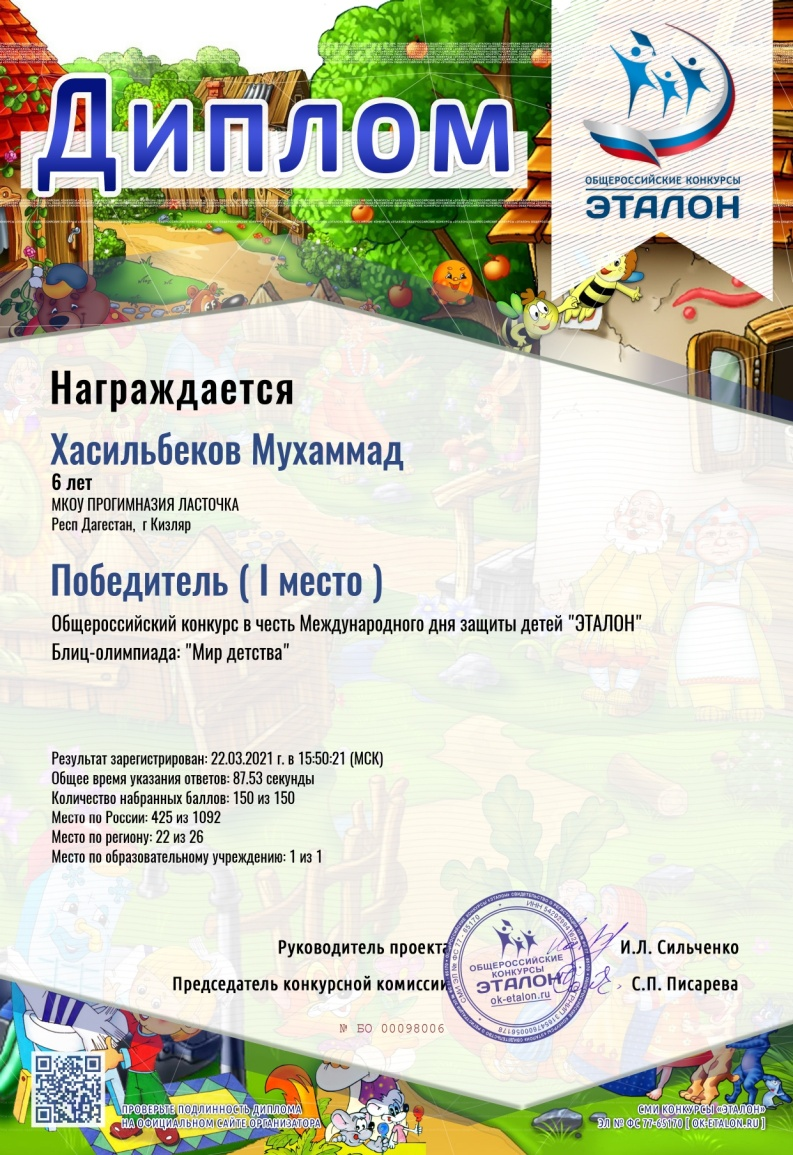 Диплом
ОБЩЕРОССИЙСКИЕ КОНКУРСЫ
ЭТАЛОН
Награждается
Хасильбеков Мухаммад
6 лет
МКОУ ПРОГИМНАЗИЯ ЛАСТОЧКА
Респ Дагестан, г Кизляр
Победитель ( I место )
Общероссийский конкурс в честь Международного дня защиты детей "ЭТАЛОН"
Блиц-олимпиада: "Мир детства"
Результат зарегистрирован: 22.03.2021 г. в 15:50:21 (МСК)
Общее время указания ответов: 87.53 секунды
Количество набранных баллов: 150 из 150
Место по России: 425 из 1092
Место по региону: 22 из 26
Место по образовательному учреждению: 1 из 1
Руководитель проекта И.Л. Сильченко
Председатель конкурсной комиссии С.П. Писарева
ОБЩЕРОССИЙСКИЕ
КОНКУРСЫ
ЭТАЛОН
ok-etalon.ru
№ БО 00098006
ПРОВЕРЬТЕ ПОДЛИННОСТЬ ДИПЛОМА
НА ОФИЦИАЛЬНОМ САЙТЕ ОРГАНИЗАТОРА
СМИ КОНКУРСЫ «ЭТАЛОН»
ЭЛ № ФС 77-65170 [ OK-ETALON.RU ]